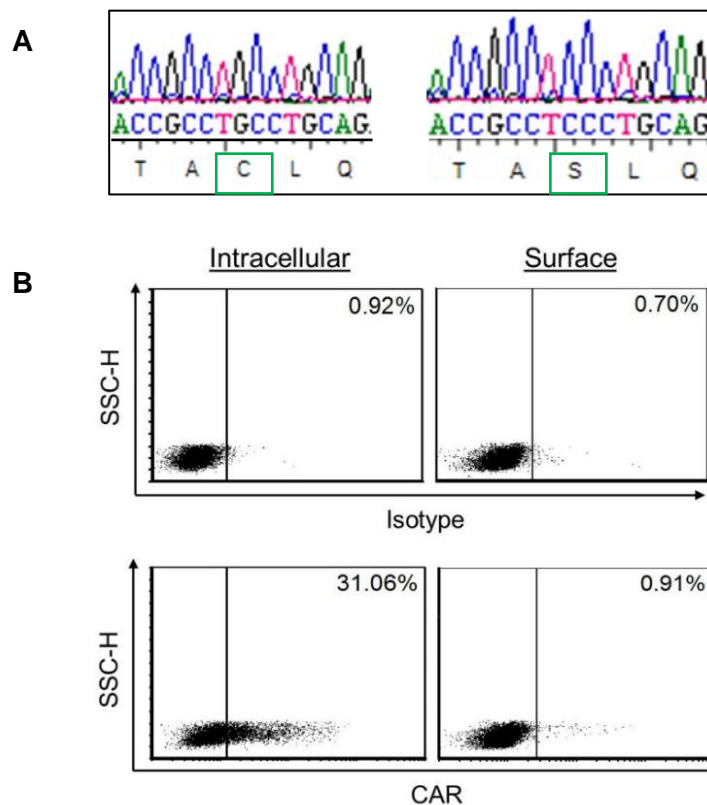 A
ACCGCCTGCCTGCAG
ACCGCCTCCCTGCAG
T A C L Q
T A S L Q
B
Intracellular
Surface
0.92%
0.70%
SSC-H
Isotype
31.06%
0.91%
SSC-H
CAR